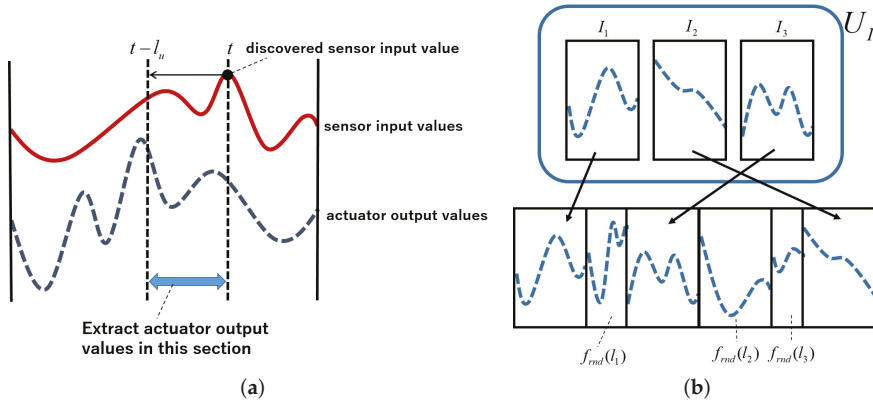 t − l_u
t
discovered sensor input value
sensor input values
actuator output values
Extract actuator output
values in this section
(a)
I_1
I_2
I_3
U_I
f_rnd(l_1)
f_rnd(l_2)
f_rnd(l_3)
(b)